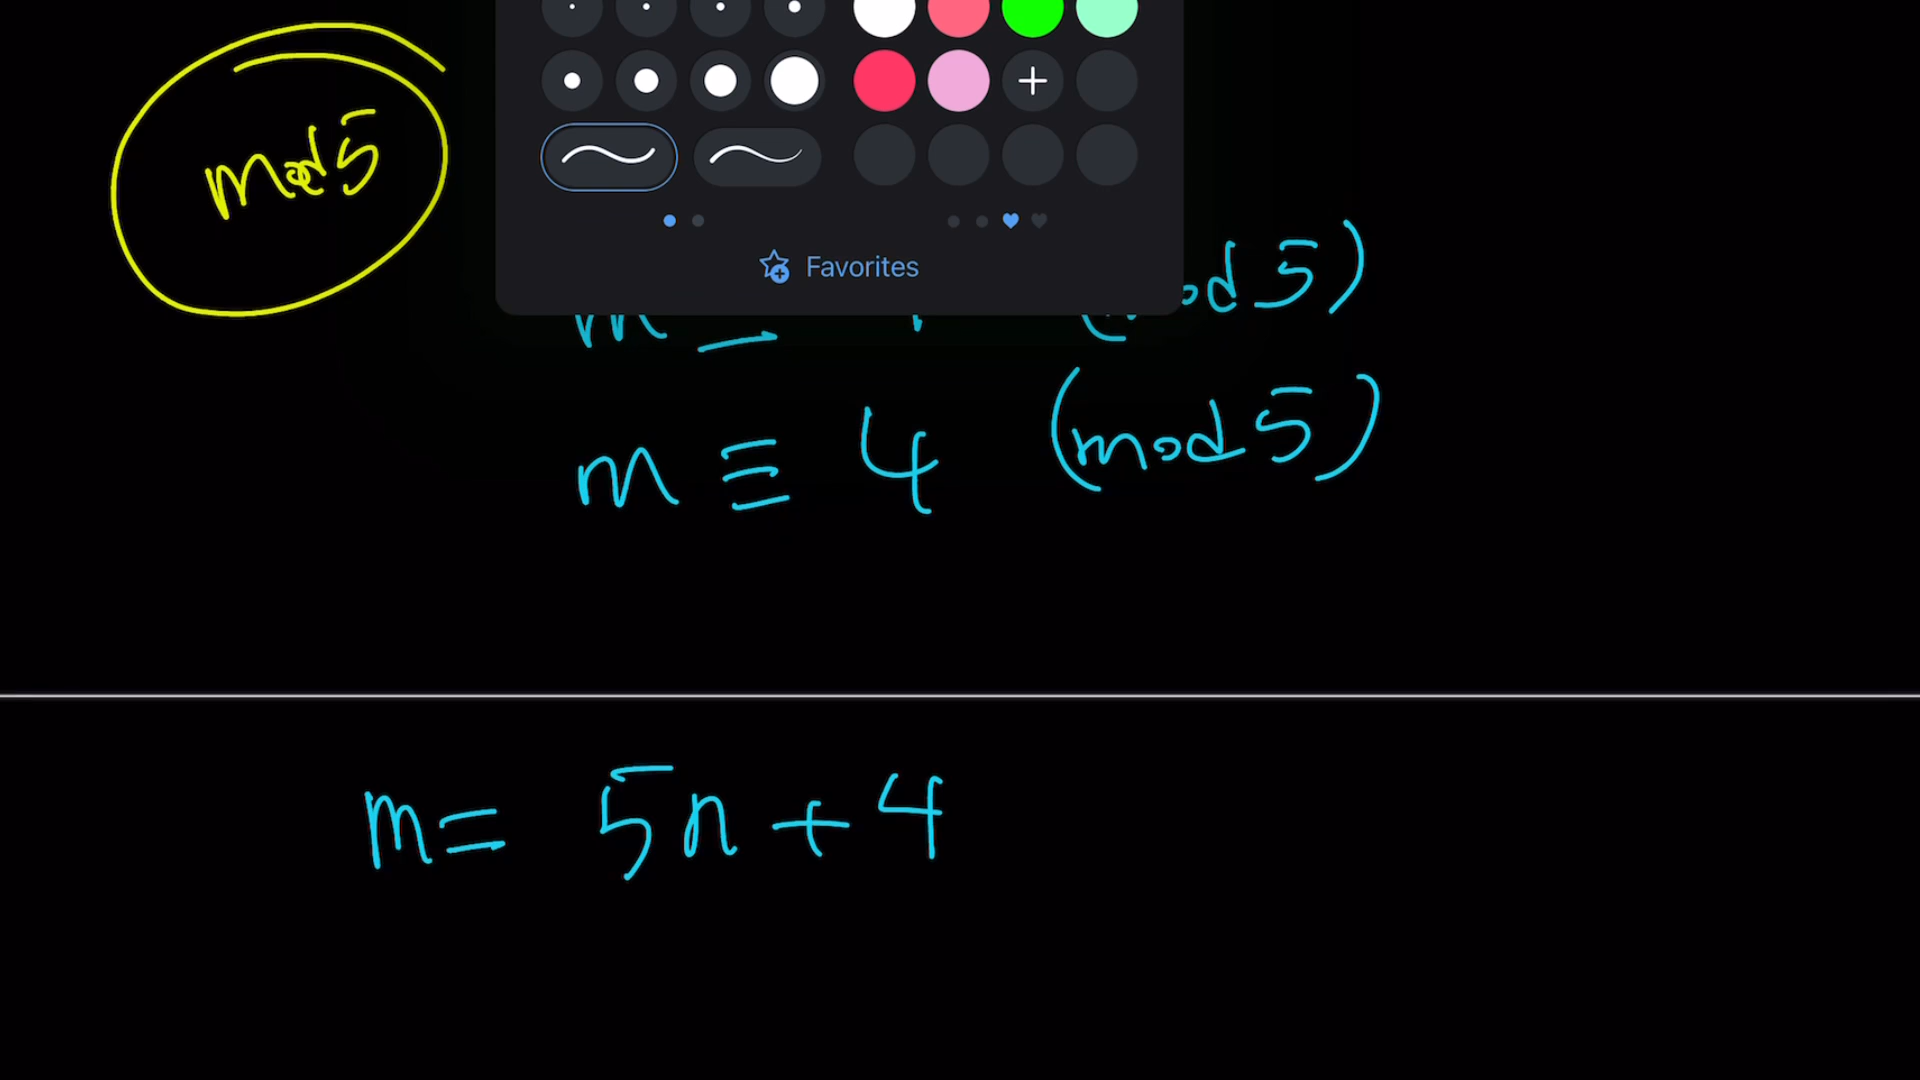 mod 5
Favorites
m (mod 5)
m ≡ 4 (mod 5)
m = 5n + 4